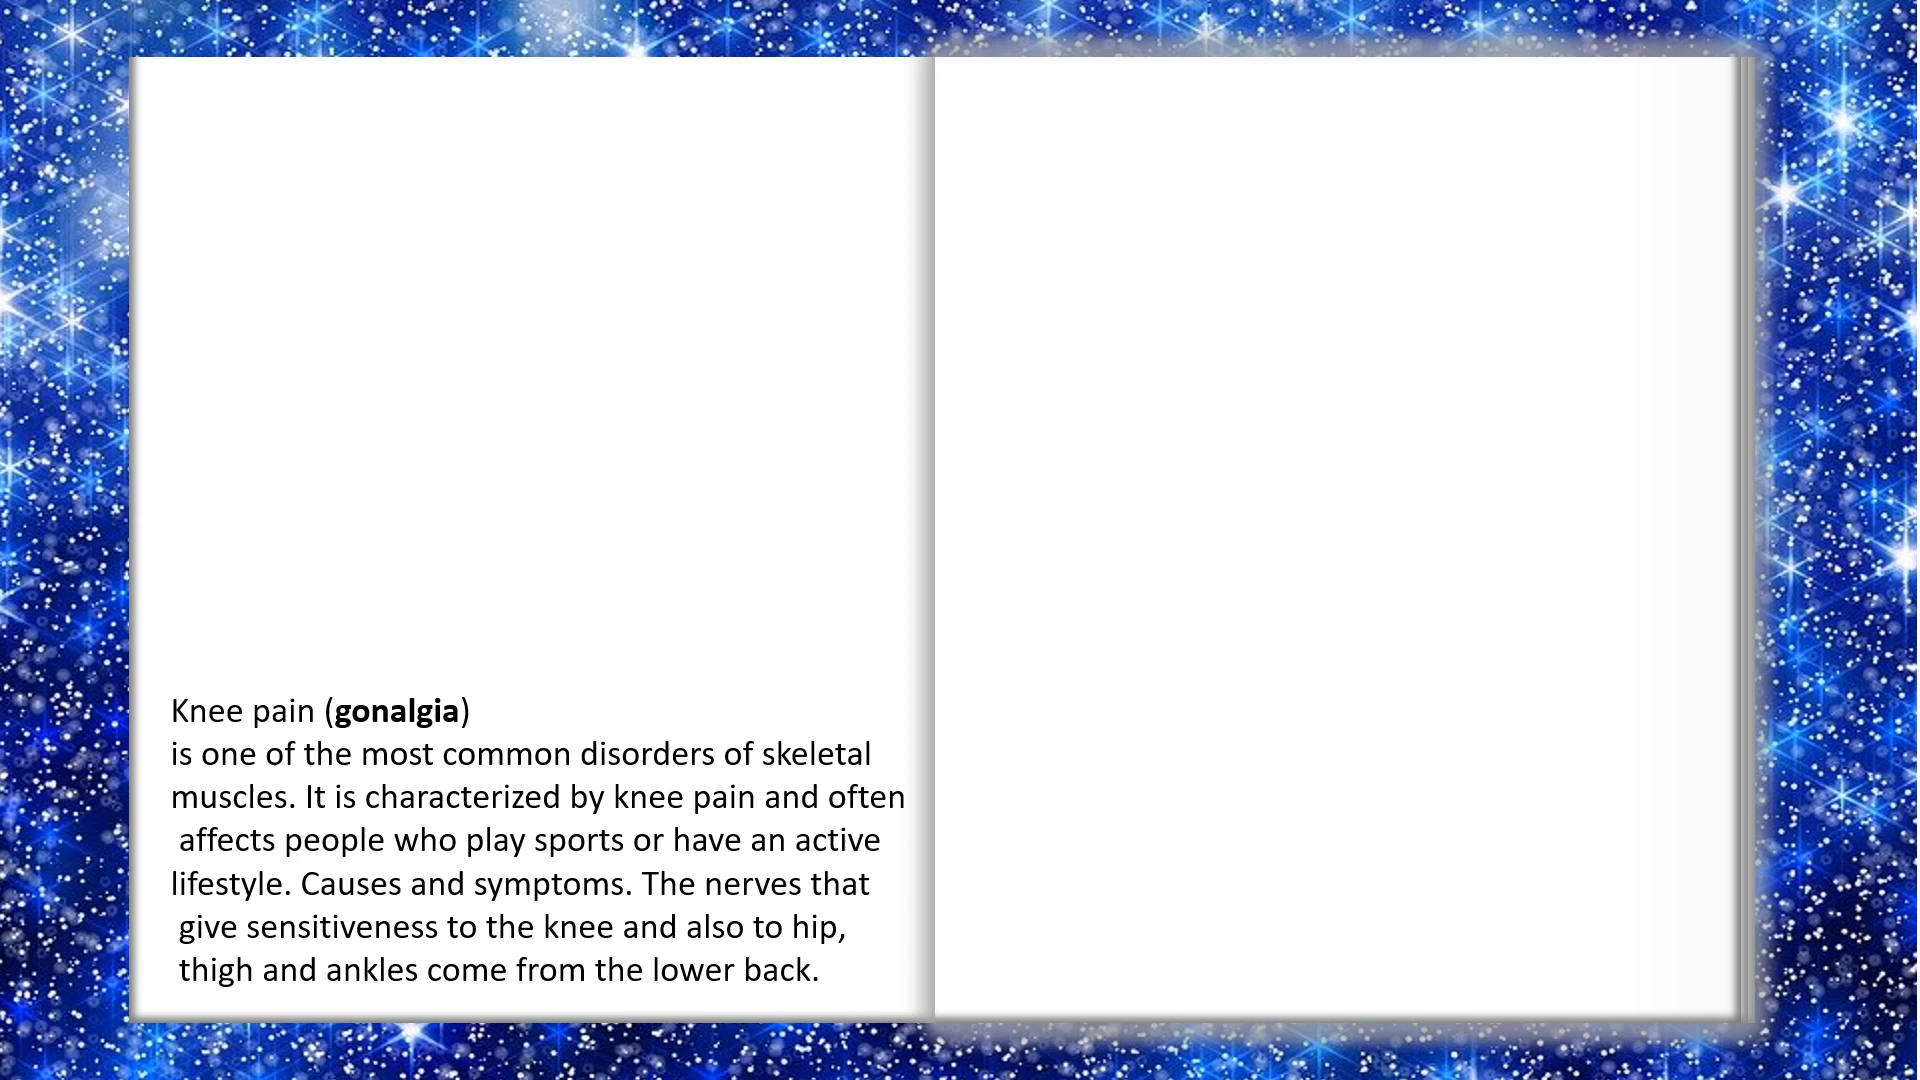 Knee pain (gonalgia)
is one of the most common disorders of skeletal
muscles. It is characterized by knee pain and often
affects people who play sports or have an active
lifestyle. Causes and symptoms. The nerves that
give sensitiveness to the knee and also to hip,
thigh and ankles come from the lower back.